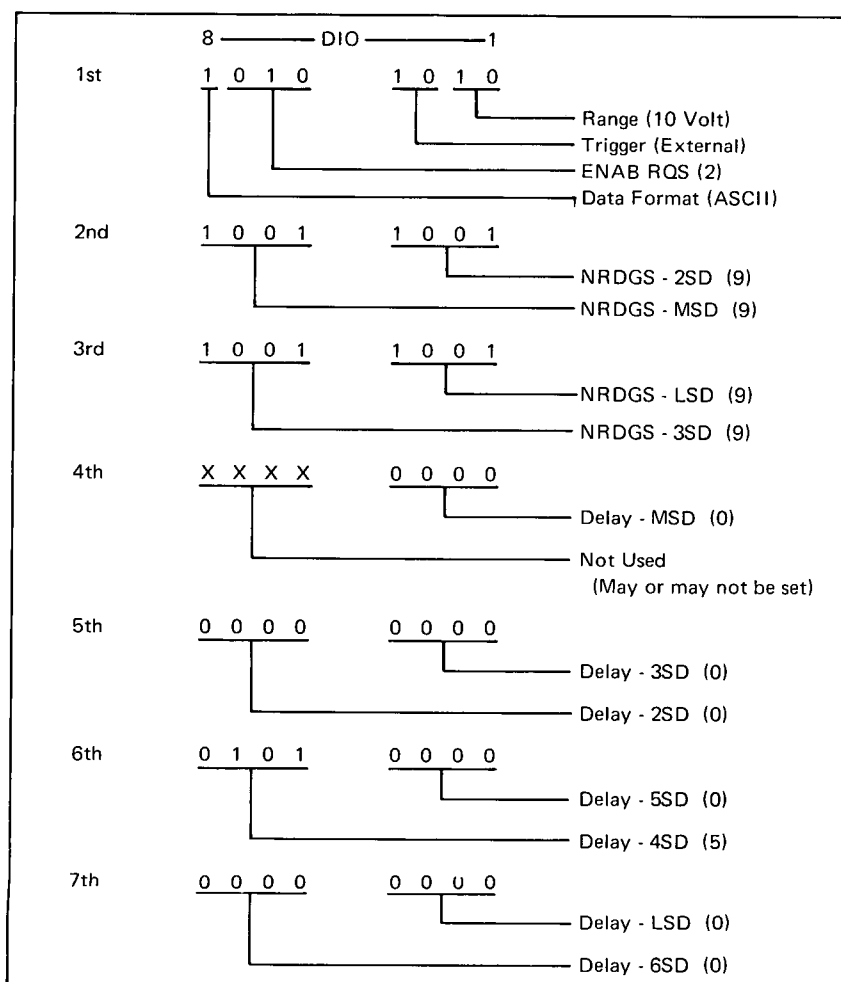 8 DIO 1
1st 1 0 1 0 1 0 1 0
Range (10 Volt)
Trigger (External)
ENAB RQS (2)
Data Format (ASCII)
2nd 1 0 0 1 1 0 0 1
NRDGS - 2SD (9)
NRDGS - MSD (9)
3rd 1 0 0 1 1 0 0 1
NRDGS - LSD (9)
NRDGS - 3SD (9)
4th X X X X 0 0 0 0
Delay - MSD (0)
Not Used
(May or may not be set)
5th 0 0 0 0 0 0 0 0
Delay - 3SD (0)
Delay - 2SD (0)
6th 0 1 0 1 0 0 0 0
Delay - 5SD (0)
Delay - 4SD (5)
7th 0 0 0 0 0 0 0 0
Delay - LSD (0)
Delay - 6SD (0)